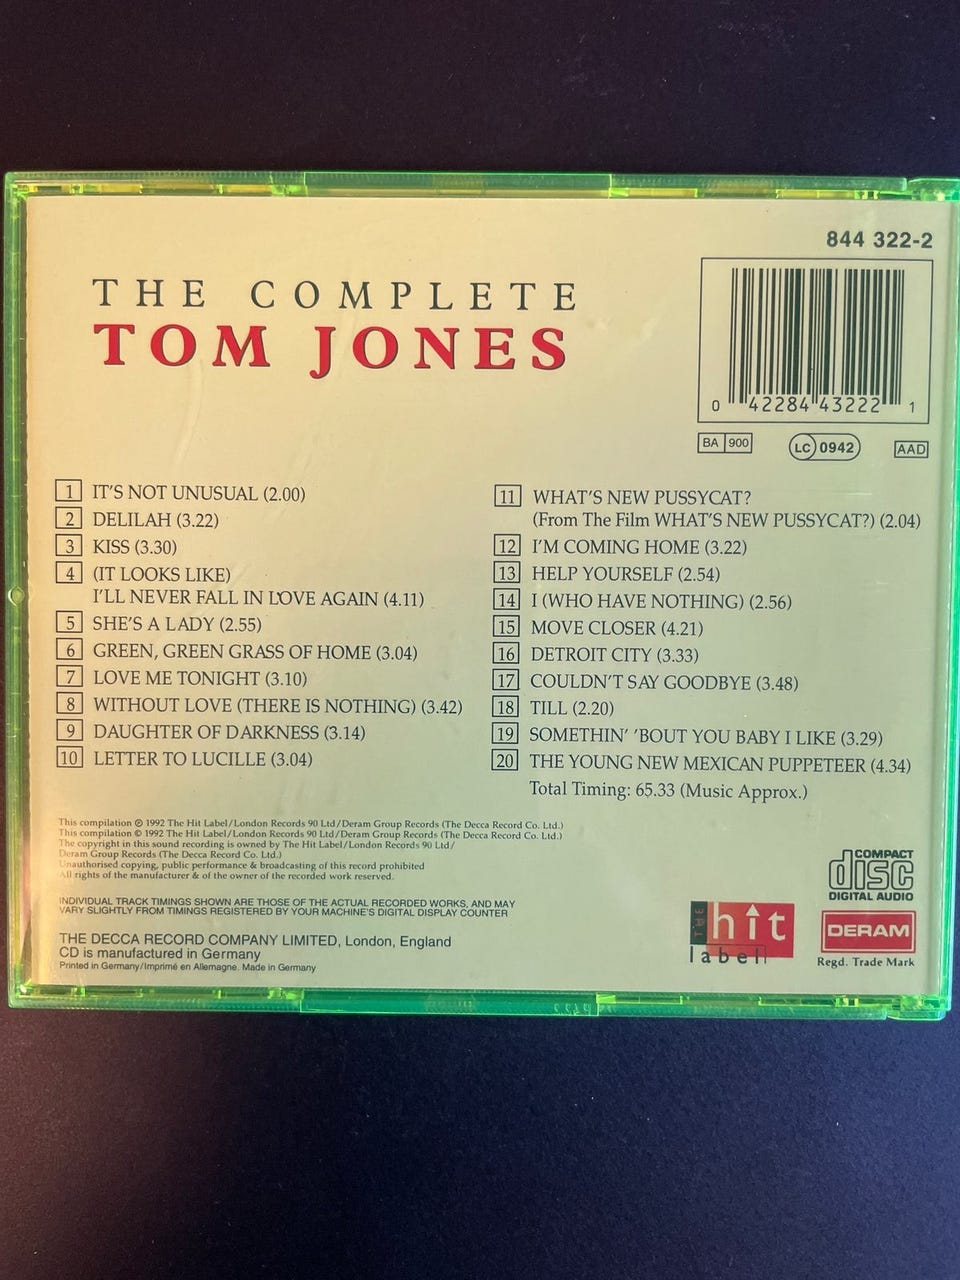 844 322-2
THE COMPLETE
TOM JONES
0 42284 43222 1
BA 900
LC 0942
AAD
1 IT'S NOT UNUSUAL (2.00)
2 DELILAH (3.22)
3 KISS (3.30)
4 (IT LOOKS LIKE)
I'LL NEVER FALL IN LOVE AGAIN (4.11)
5 SHE'S A LADY (2.55)
6 GREEN, GREEN GRASS OF HOME (3.04)
7 LOVE ME TONIGHT (3.10)
8 WITHOUT LOVE (THERE IS NOTHING) (3.42)
9 DAUGHTER OF DARKNESS (3.14)
10 LETTER TO LUCILLE (3.04)
11 WHAT'S NEW PUSSYCAT?
(From The Film WHAT'S NEW PUSSYCAT?) (2.04)
12 I'M COMING HOME (3.22)
13 HELP YOURSELF (2.54)
14 I (WHO HAVE NOTHING) (2.56)
15 MOVE CLOSER (4.21)
16 DETROIT CITY (3.33)
17 COULDN'T SAY GOODBYE (3.48)
18 TILL (2.20)
19 SOMETHIN' 'BOUT YOU BABY I LIKE (3.29)
20 THE YOUNG NEW MEXICAN PUPPETEER (4.34)
Total Timing: 65.33 (Music Approx.)
This compilation ℗ 1992 The Hit Label/London Records 90 Ltd/Deram Group Records (The Decca Record Co. Ltd.)
This compilation © 1992 The Hit Label/London Records 90 Ltd/Deram Group Records (The Decca Record Co. Ltd.)
The copyright in this sound recording is owned by The Hit Label/London Records 90 Ltd/
Deram Group Records (The Decca Record Co. Ltd.)
Unauthorised copying, public performance & broadcasting of this record prohibited
All rights of the manufacturer & of the owner of the recorded work reserved.
INDIVIDUAL TRACK TIMINGS SHOWN ARE THOSE OF THE ACTUAL RECORDED WORKS, AND MAY
VARY SLIGHTLY FROM TIMINGS REGISTERED BY YOUR MACHINE'S DIGITAL DISPLAY COUNTER
THE DECCA RECORD COMPANY LIMITED, London, England
CD is manufactured in Germany
Printed in Germany/Imprimé en Allemagne. Made in Germany
THE hit
label
COMPACT
disc
DIGITAL AUDIO
DERAM
Regd. Trade Mark